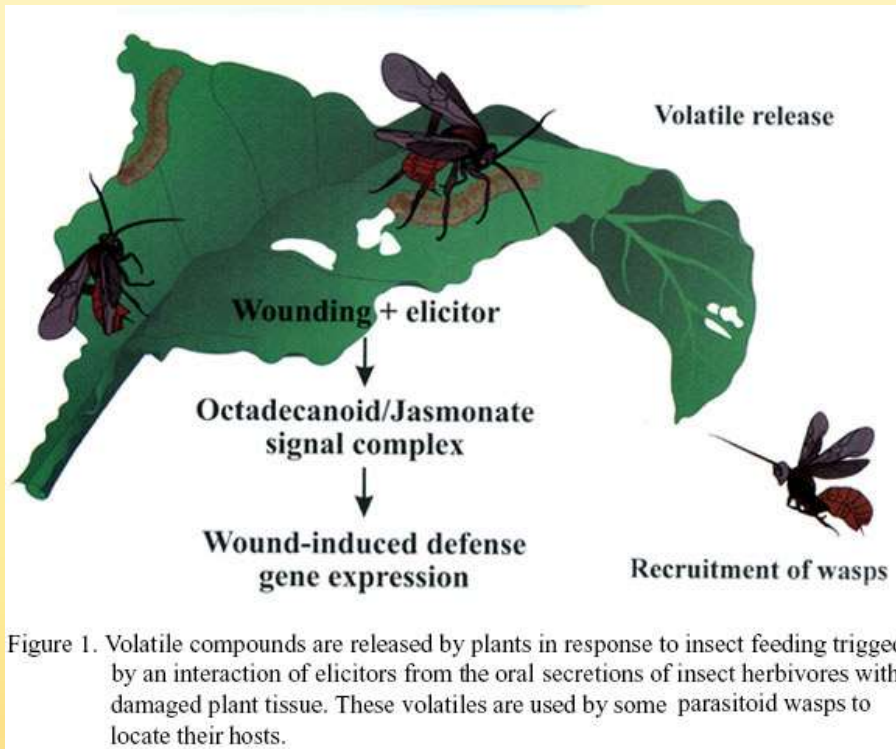 Volatile release
Wounding + elicitor
Octadecanoid/Jasmonate
signal complex
Wound-induced defense
gene expression
Recruitment of wasps
Figure 1. Volatile compounds are released by plants in response to insect feeding trigged
by an interaction of elicitors from the oral secretions of insect herbivores with
damaged plant tissue. These volatiles are used by some parasitoid wasps to
locate their hosts.